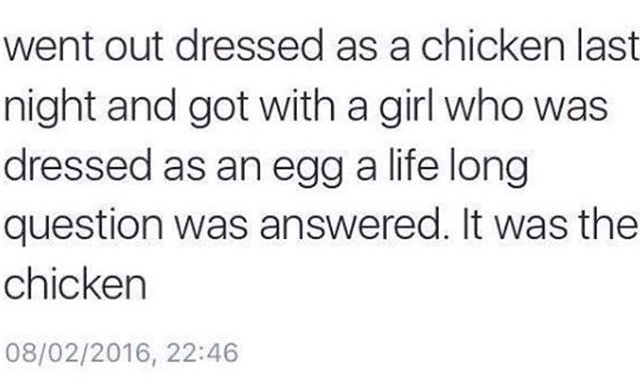 went out dressed as a chicken last
night and got with a girl who was
dressed as an egg a life long
question was answered. It was the
chicken
08/02/2016, 22:46